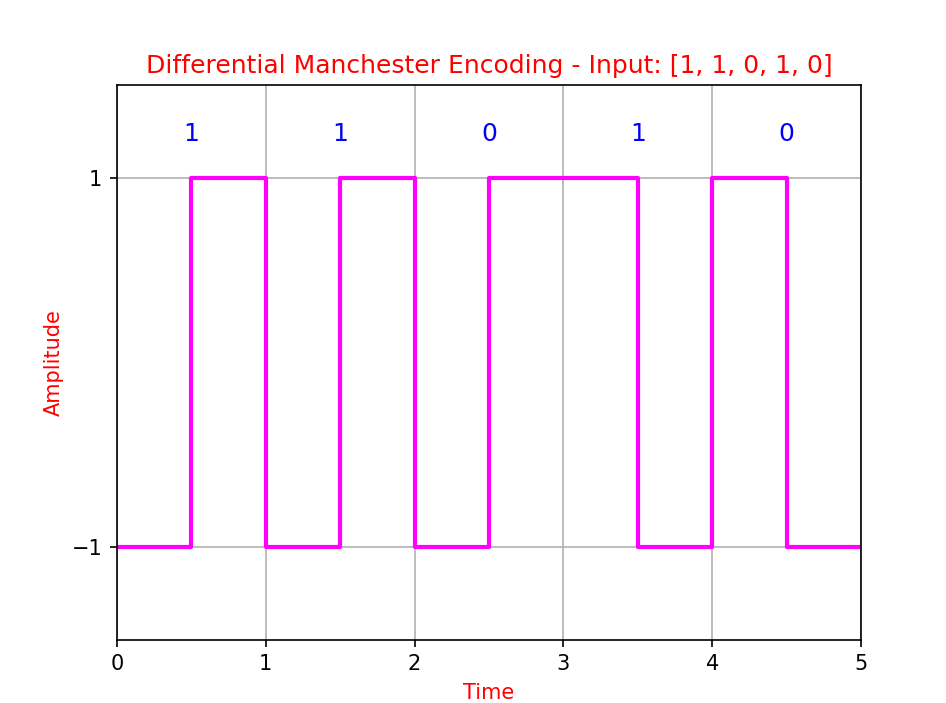 Differential Manchester Encoding - Input: [1, 1, 0, 1, 0]
1 1 0 1 0
1
−1
Amplitude
0 1 2 3 4 5
Time